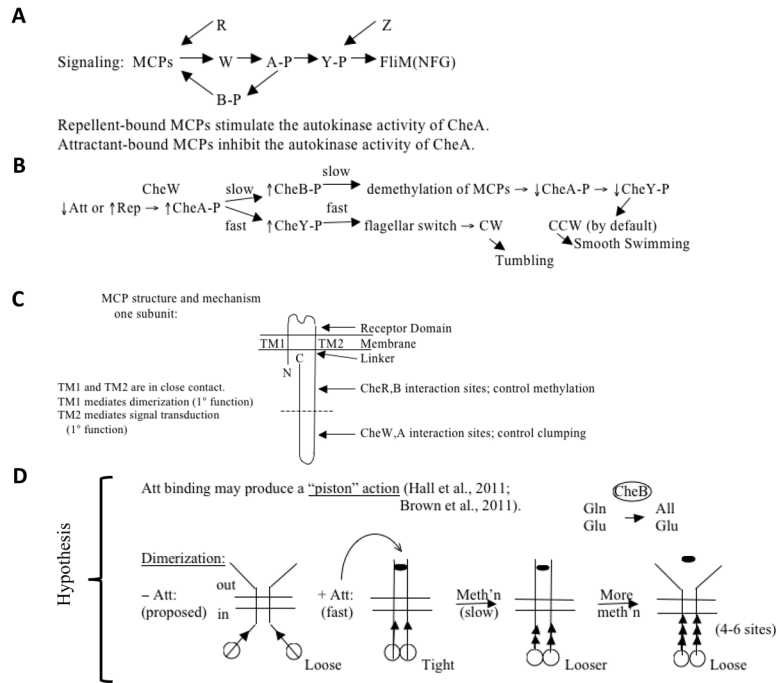 A
R
Z
Signaling: MCPs → W → A-P → Y-P → FliM(NFG)
B-P
Repellent-bound MCPs stimulate the autokinase activity of CheA.
Attractant-bound MCPs inhibit the autokinase activity of CheA.
B
slow
CheW
slow
↑CheB-P
demethylation of MCPs → ↓CheA-P → ↓CheY-P
↓Att or ↑Rep → ↑CheA-P
fast
fast
↑CheY-P
flagellar switch → CW
CCW (by default)
Smooth Swimming
Tumbling
C
MCP structure and mechanism
one subunit:
Receptor Domain
TM1
TM2
Membrane
C
Linker
N
TM1 and TM2 are in close contact.
TM1 mediates dimerization (1° function)
TM2 mediates signal transduction
(1° function)
CheR,B interaction sites; control methylation
CheW,A interaction sites; control clumping
D
Hypothesis
Att binding may produce a "piston" action (Hall et al., 2011;
Brown et al., 2011).
CheB
Gln
Glu
All
Glu
Dimerization:
– Att:
(proposed)
out
in
Loose
+ Att:
(fast)
Tight
Meth'n
(slow)
Looser
More
meth'n
(4-6 sites)
Loose